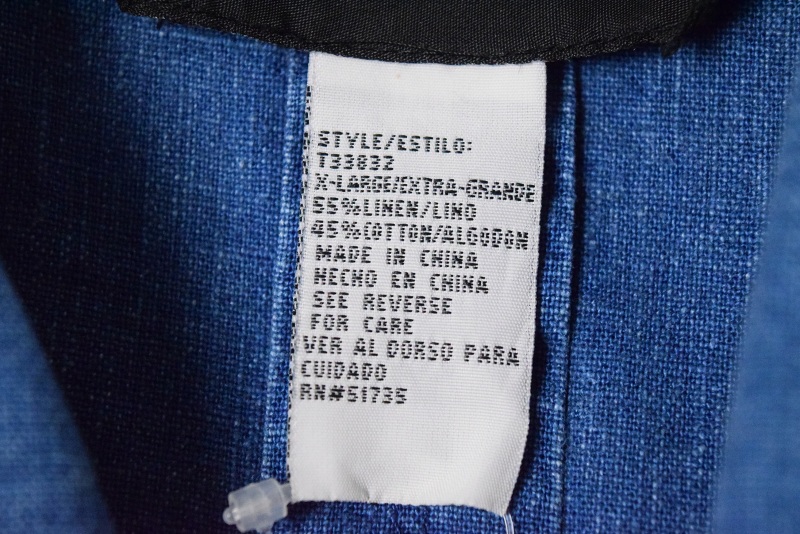 STYLE/ESTILO:
T33832
X-LARGE/EXTRA-GRANDE
55%LINEN/LINO
45%COTTON/ALGODON
MADE IN CHINA
HECHO EN CHINA
SEE REVERSE
FOR CARE
VER AL DORSO PARA
CUIDADO
RN#51735